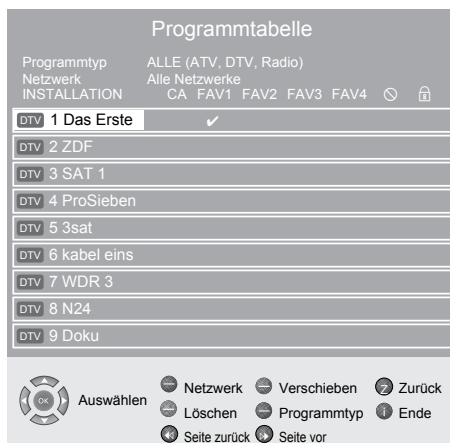 Programmtabelle
Programmtyp ALLE (ATV, DTV, Radio)
Netzwerk Alle Netzwerke
INSTALLATION CA FAV1 FAV2 FAV3 FAV4
DTV 1 Das Erste ✔
DTV 2 ZDF
DTV 3 SAT 1
DTV 4 ProSieben
DTV 5 3sat
DTV 6 kabel eins
DTV 7 WDR 3
DTV 8 N24
DTV 9 Doku
OK Auswählen Netzwerk Verschieben Z Zurück
Löschen Programmtyp i Ende
Seite zurück Seite vor